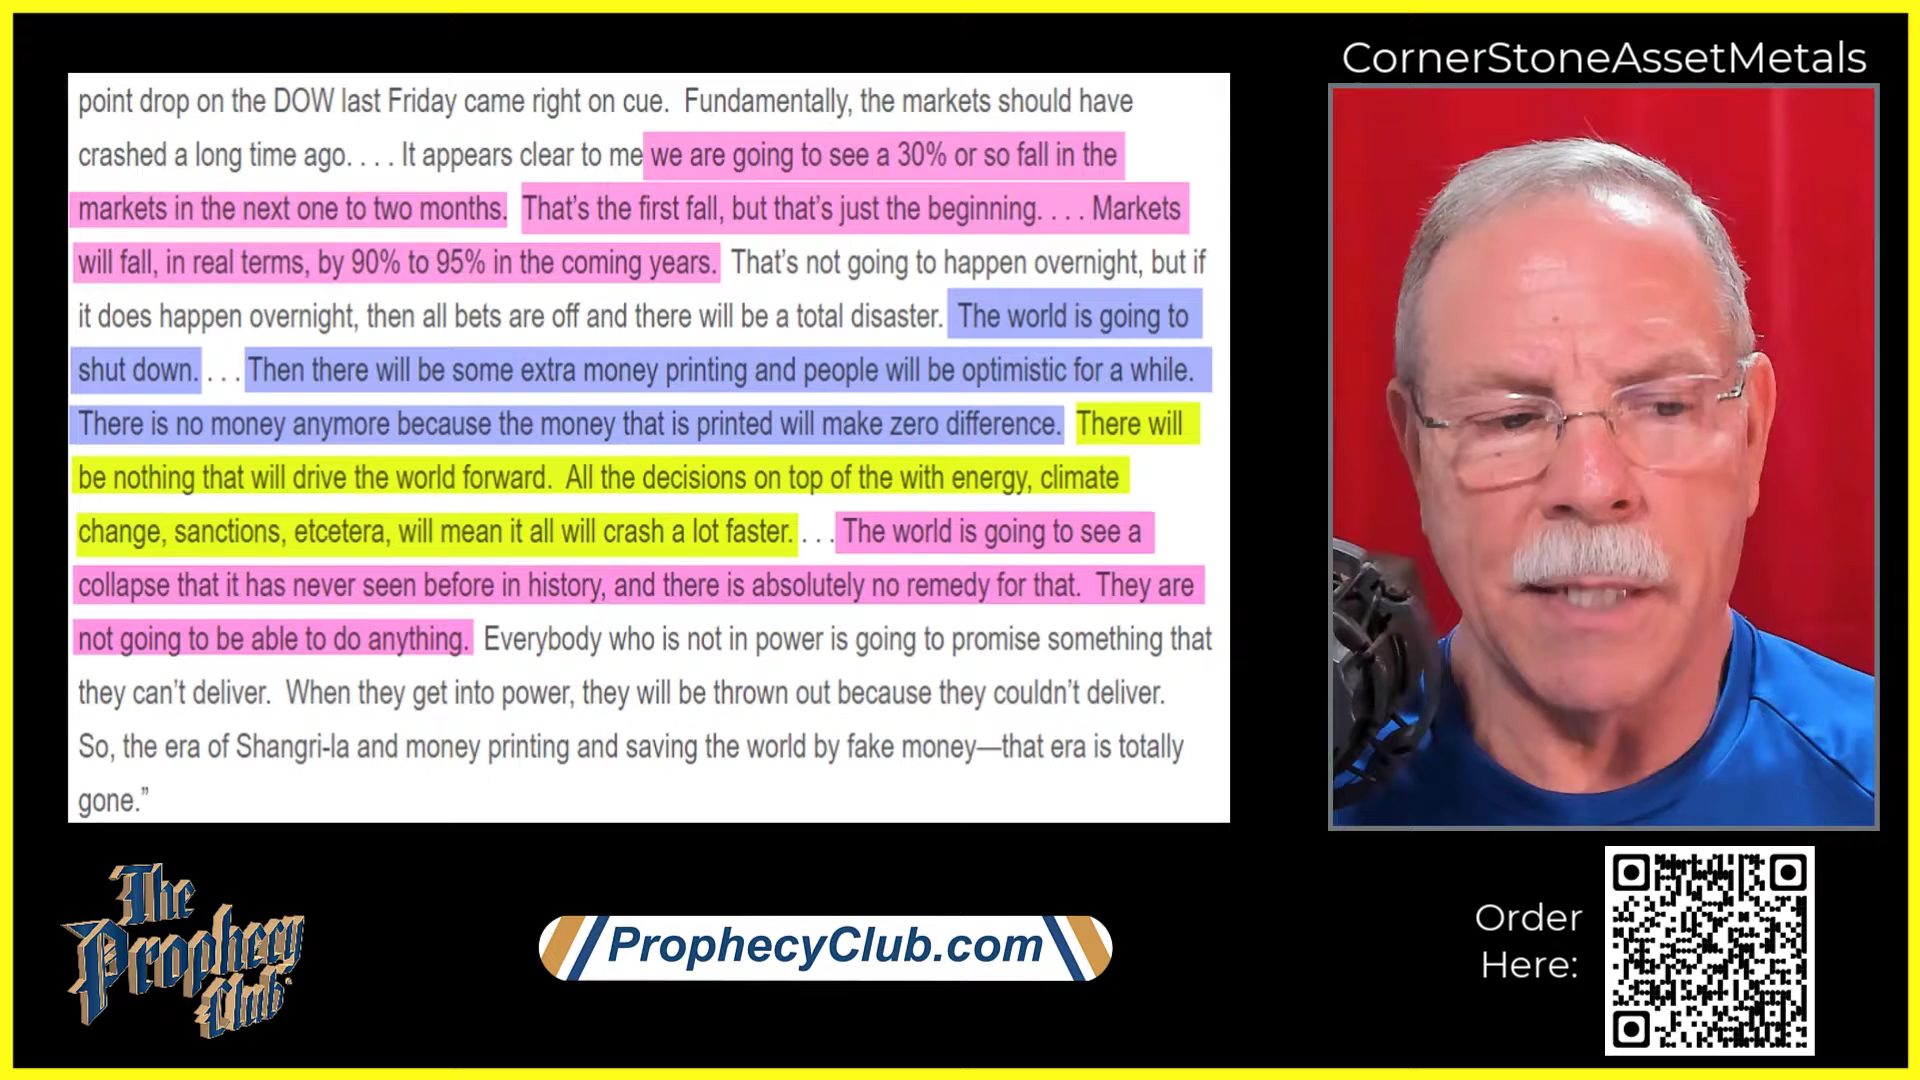 CornerStoneAssetMetals
point drop on the DOW last Friday came right on cue.  Fundamentally, the markets should have
crashed a long time ago. . . . It appears clear to me we are going to see a 30% or so fall in the
markets in the next one to two months.  That’s the first fall, but that’s just the beginning. . . . Markets
will fall, in real terms, by 90% to 95% in the coming years.  That’s not going to happen overnight, but if
it does happen overnight, then all bets are off and there will be a total disaster.  The world is going to
shut down. . . . Then there will be some extra money printing and people will be optimistic for a while.
There is no money anymore because the money that is printed will make zero difference.  There will
be nothing that will drive the world forward.  All the decisions on top of the with energy, climate
change, sanctions, etcetera, will mean it all will crash a lot faster. . . . The world is going to see a
collapse that it has never seen before in history, and there is absolutely no remedy for that.  They are
not going to be able to do anything.  Everybody who is not in power is going to promise something that
they can’t deliver.  When they get into power, they will be thrown out because they couldn’t deliver.
So, the era of Shangri-la and money printing and saving the world by fake money—that era is totally
gone.”
The
Prophecy
Club
ProphecyClub.com
Order
Here: